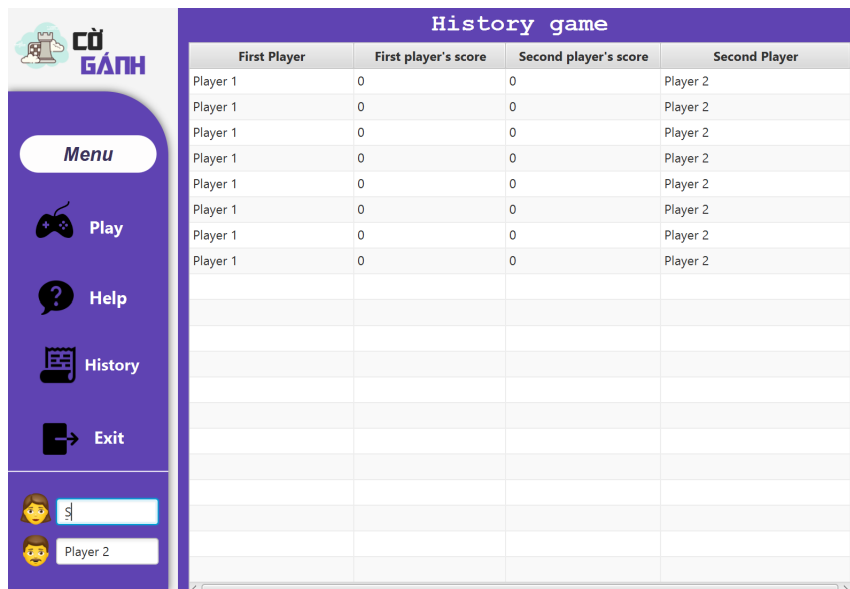 CỜ
GÁNH
Menu
Play
Help
History
Exit
Ṣ
Player 2
History game
First Player First player's score Second player's score Second Player
Player 1 0 0 Player 2
Player 1 0 0 Player 2
Player 1 0 0 Player 2
Player 1 0 0 Player 2
Player 1 0 0 Player 2
Player 1 0 0 Player 2
Player 1 0 0 Player 2
Player 1 0 0 Player 2